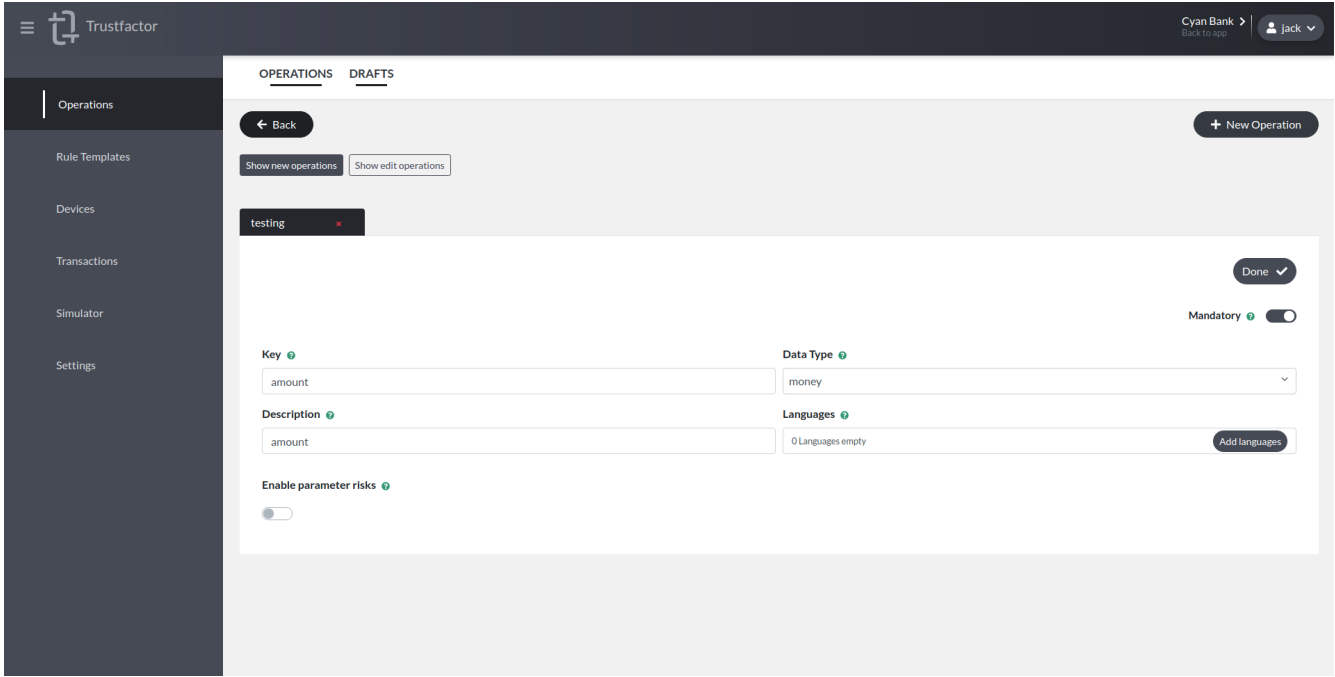 Trustfactor
Cyan Bank
Back to app
jack
Operations
Rule Templates
Devices
Transactions
Simulator
Settings
OPERATIONS DRAFTS
Back
New Operation
Show new operations Show edit operations
testing
Done
Mandatory
Key Data Type
amount money
Description Languages
amount 0 Languages empty Add languages
Enable parameter risks